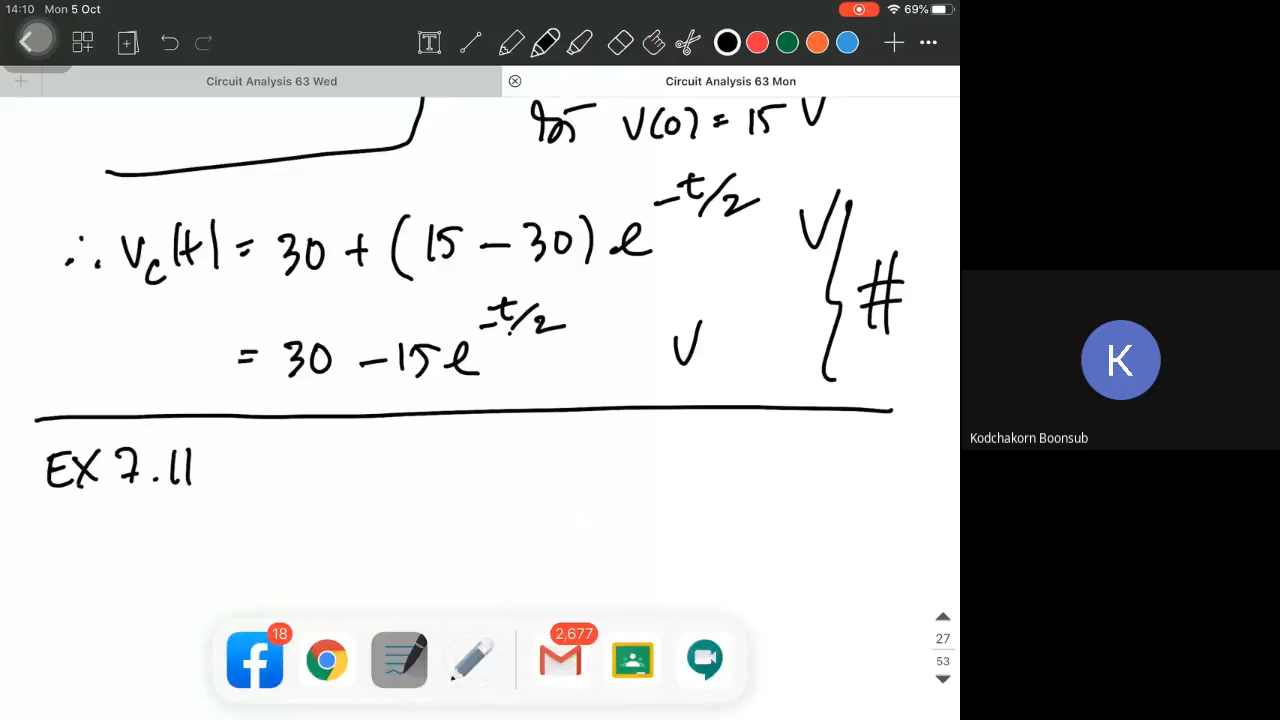 14:10 Mon 5 Oct
69%
Circuit Analysis 63 Wed
Circuit Analysis 63 Mon
V(0) = 15 V
∴ Vc(t) = 30 + (15 - 30) e^-t/2 V
= 30 - 15 e^-t/2 V
#
EX 7.11
K
Kodchakorn Boonsub
18
2,677
27
53